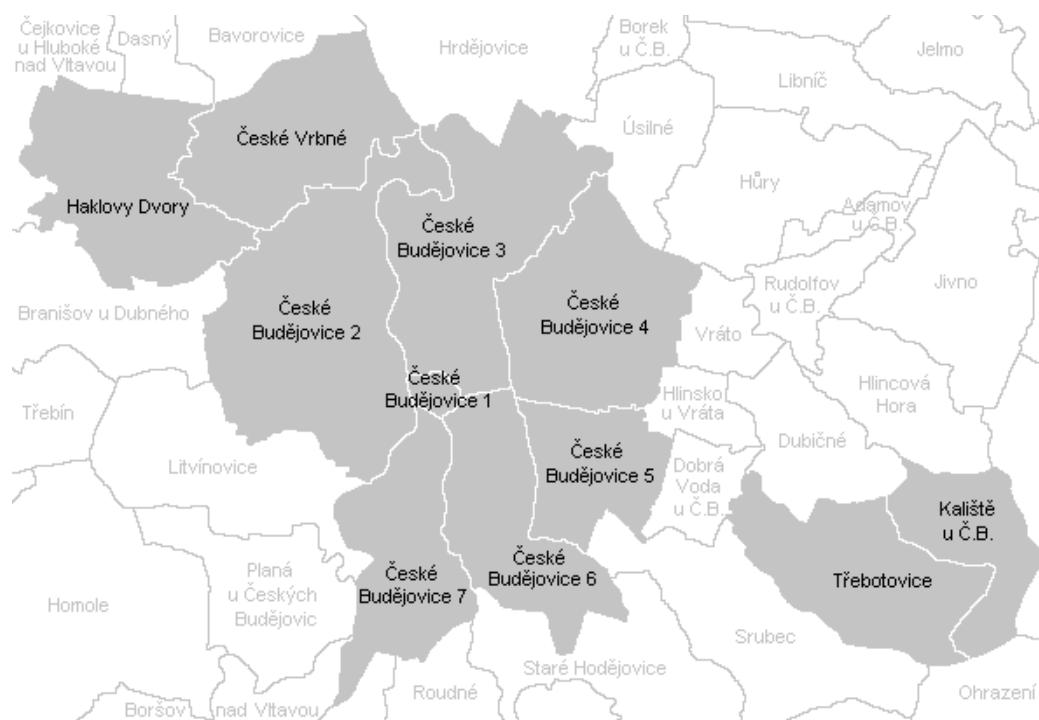 Čejkovice
u Hluboké
nad Vltavou
Dasný
Bavorovice
Hrdějovice
Borek
u Č.B.
Jelmo
Libníč
Úsilné
České Vrbné
Hůry
Haklovy Dvory
Adamov
u Č.B.
České
Budějovice 3
Branišov u Dubného
České
Budějovice 2
České
Budějovice 4
Rudolfov
u Č.B.
Jivno
Vráto
České
Budějovice 1
Třebín
Hlinsko
u Vráta
Hlincová
Hora
Litvínovice
České
Budějovice 5
Dobrá
Voda
u Č.B.
Dubičné
Kaliště
u Č.B.
Planá
u Českých
Budějovic
Homole
České
Budějovice 7
České
Budějovice 6
Třebotovice
Srubec
Staré Hodějovice
Roudné
Boršov
nad Vltavou
Ohrazení